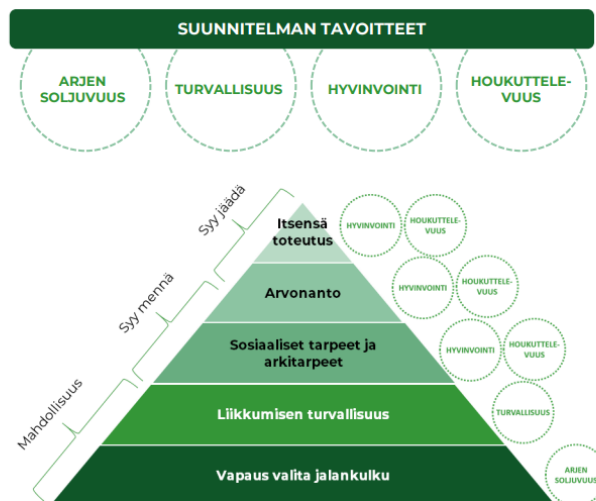 SUUNNITELMAN TAVOITTEET
ARJEN
SOLJUVUUS
TURVALLISUUS
HYVINVOINTI
HOUKUTTELE-
VUUS
Syy jäädä
Itsensä
toteutus
HYVINVOINTI
HOUKUTTELE-
VUUS
Syy mennä
Arvonanto
HYVINVOINTI
HOUKUTTELE-
VUUS
Sosiaaliset tarpeet ja
arkitarpeet
HYVINVOINTI
HOUKUTTELE-
VUUS
Mahdollisuus
Liikkumisen turvallisuus
TURVALLISUUS
Vapaus valita jalankulku
ARJEN
SOLJUVUUS